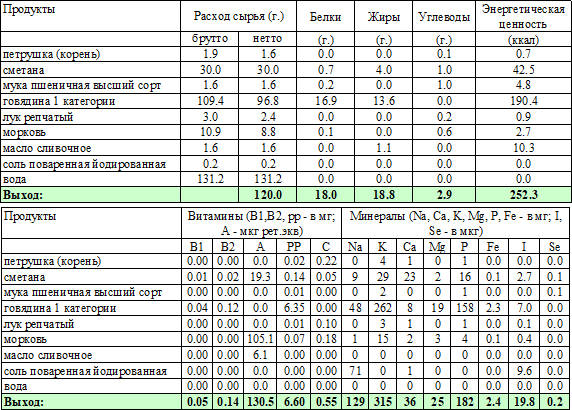 Продукты Расход сырья (г.) Белки Жиры Углеводы Энергетическая ценность
брутто нетто (г.) (г.) (г.) (ккал)
петрушка (корень) 1.9 1.6 0.0 0.0 0.1 0.7
сметана 30.0 30.0 0.7 4.0 1.0 42.5
мука пшеничная высший сорт 1.6 1.6 0.2 0.0 1.0 4.8
говядина 1 категории 109.4 96.8 16.9 13.6 0.0 190.4
лук репчатый 3.0 2.4 0.0 0.0 0.2 0.9
морковь 10.9 8.8 0.1 0.0 0.6 2.7
масло сливочное 1.6 1.6 0.0 1.1 0.0 10.3
соль поваренная йодированная 0.2 0.2 0.0 0.0 0.0 0.0
вода 131.2 131.2 0.0 0.0 0.0 0.0
Выход: 120.0 18.0 18.8 2.9 252.3
Продукты Витамины (В1,В2, рр - в мг; Минералы (Na, Ca, K, Mg, P, Fe - в мг; I,
А - мкг рет.экв) Se - в мкг)
В1 В2 А РР С Na K Ca Mg P Fe I Se
петрушка (корень) 0.00 0.00 0.0 0.02 0.22 0 4 1 0 1 0.0 0.0 0.0
сметана 0.01 0.02 19.3 0.14 0.05 9 29 23 2 16 0.1 2.7 0.1
мука пшеничная высший сорт 0.00 0.00 0.0 0.01 0.00 0 2 0 0 1 0.0 0.0 0.1
говядина 1 категории 0.04 0.12 0.0 6.35 0.00 48 262 8 19 158 2.3 7.0 0.0
лук репчатый 0.00 0.00 0.0 0.01 0.10 0 3 1 0 1 0.0 0.1 0.0
морковь 0.00 0.00 105.1 0.07 0.18 1 15 2 3 4 0.1 0.4 0.0
масло сливочное 0.00 0.00 6.1 0.00 0.00 0 0 0 0 0 0.0 0.0 0.0
соль поваренная йодированная 0.00 0.00 0.0 0.00 0.00 71 0 1 0 0 0.0 9.6 0.0
вода 0.00 0.00 0.0 0.00 0.00 0 0 0 0 0 0.0 0.0 0.0
Выход: 0.05 0.14 130.5 6.60 0.55 129 315 36 25 182 2.4 19.8 0.2